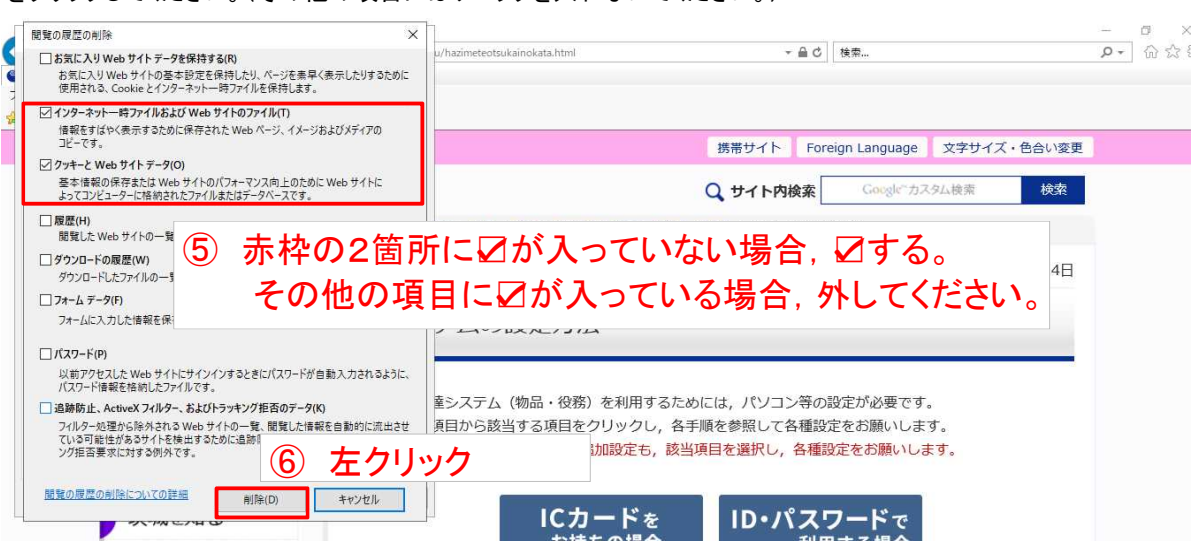 閲覧の履歴の削除
お気に入り Web サイト データを保持する(R)
お気に入り Web サイトの基本設定を保持したり、ページを素早く表示したりするために
使用される、Cookie とインターネット一時ファイルを保持します。
インターネット一時ファイルおよび Web サイトのファイル(T)
情報をすばやく表示するために保存された Web ページ、イメージおよびメディアの
コピーです。
クッキーと Web サイト データ(O)
基本情報の保存または Web サイトのパフォーマンス向上のために Web サイトに
よってコンピューターに格納されたファイルまたはデータベースです。
履歴(H)
閲覧した Web サイトの一覧
ダウンロードの履歴(W)
ダウンロードしたファイルの一覧
フォーム データ(F)
フォームに入力した情報を保
パスワード(P)
以前アクセスした Web サイトにサインインするときにパスワードが自動入力されるように、
パスワード情報を格納したファイルです。
追跡防止、ActiveX フィルター、およびトラッキング拒否のデータ(K)
フィルター処理から除外される Web サイトの一覧、閲覧した情報を自動的に流出させ
ている可能性があるサイトを検出するために追跡
ング拒否要求に対する例外です。
閲覧の履歴の削除についての詳細
削除(D)
キャンセル
u/hazimeteotsukainokata.html
検索...
携帯サイト
Foreign Language
文字サイズ・色合い変更
サイト内検索
Google カスタム検索
検索
4日
⑤ 赤枠の2箇所に☑が入っていない場合，☑する。
その他の項目に☑が入っている場合，外してください。
達システム（物品・役務）を利用するためには，パソコン等の設定が必要です。
項目から該当する項目をクリックし，各手順を参照して各種設定をお願いします。
追加設定も，該当項目を選択し，各種設定をお願いします。
⑥ 左クリック
ICカードを
お持ちの場合
ID・パスワードで
利用する場合